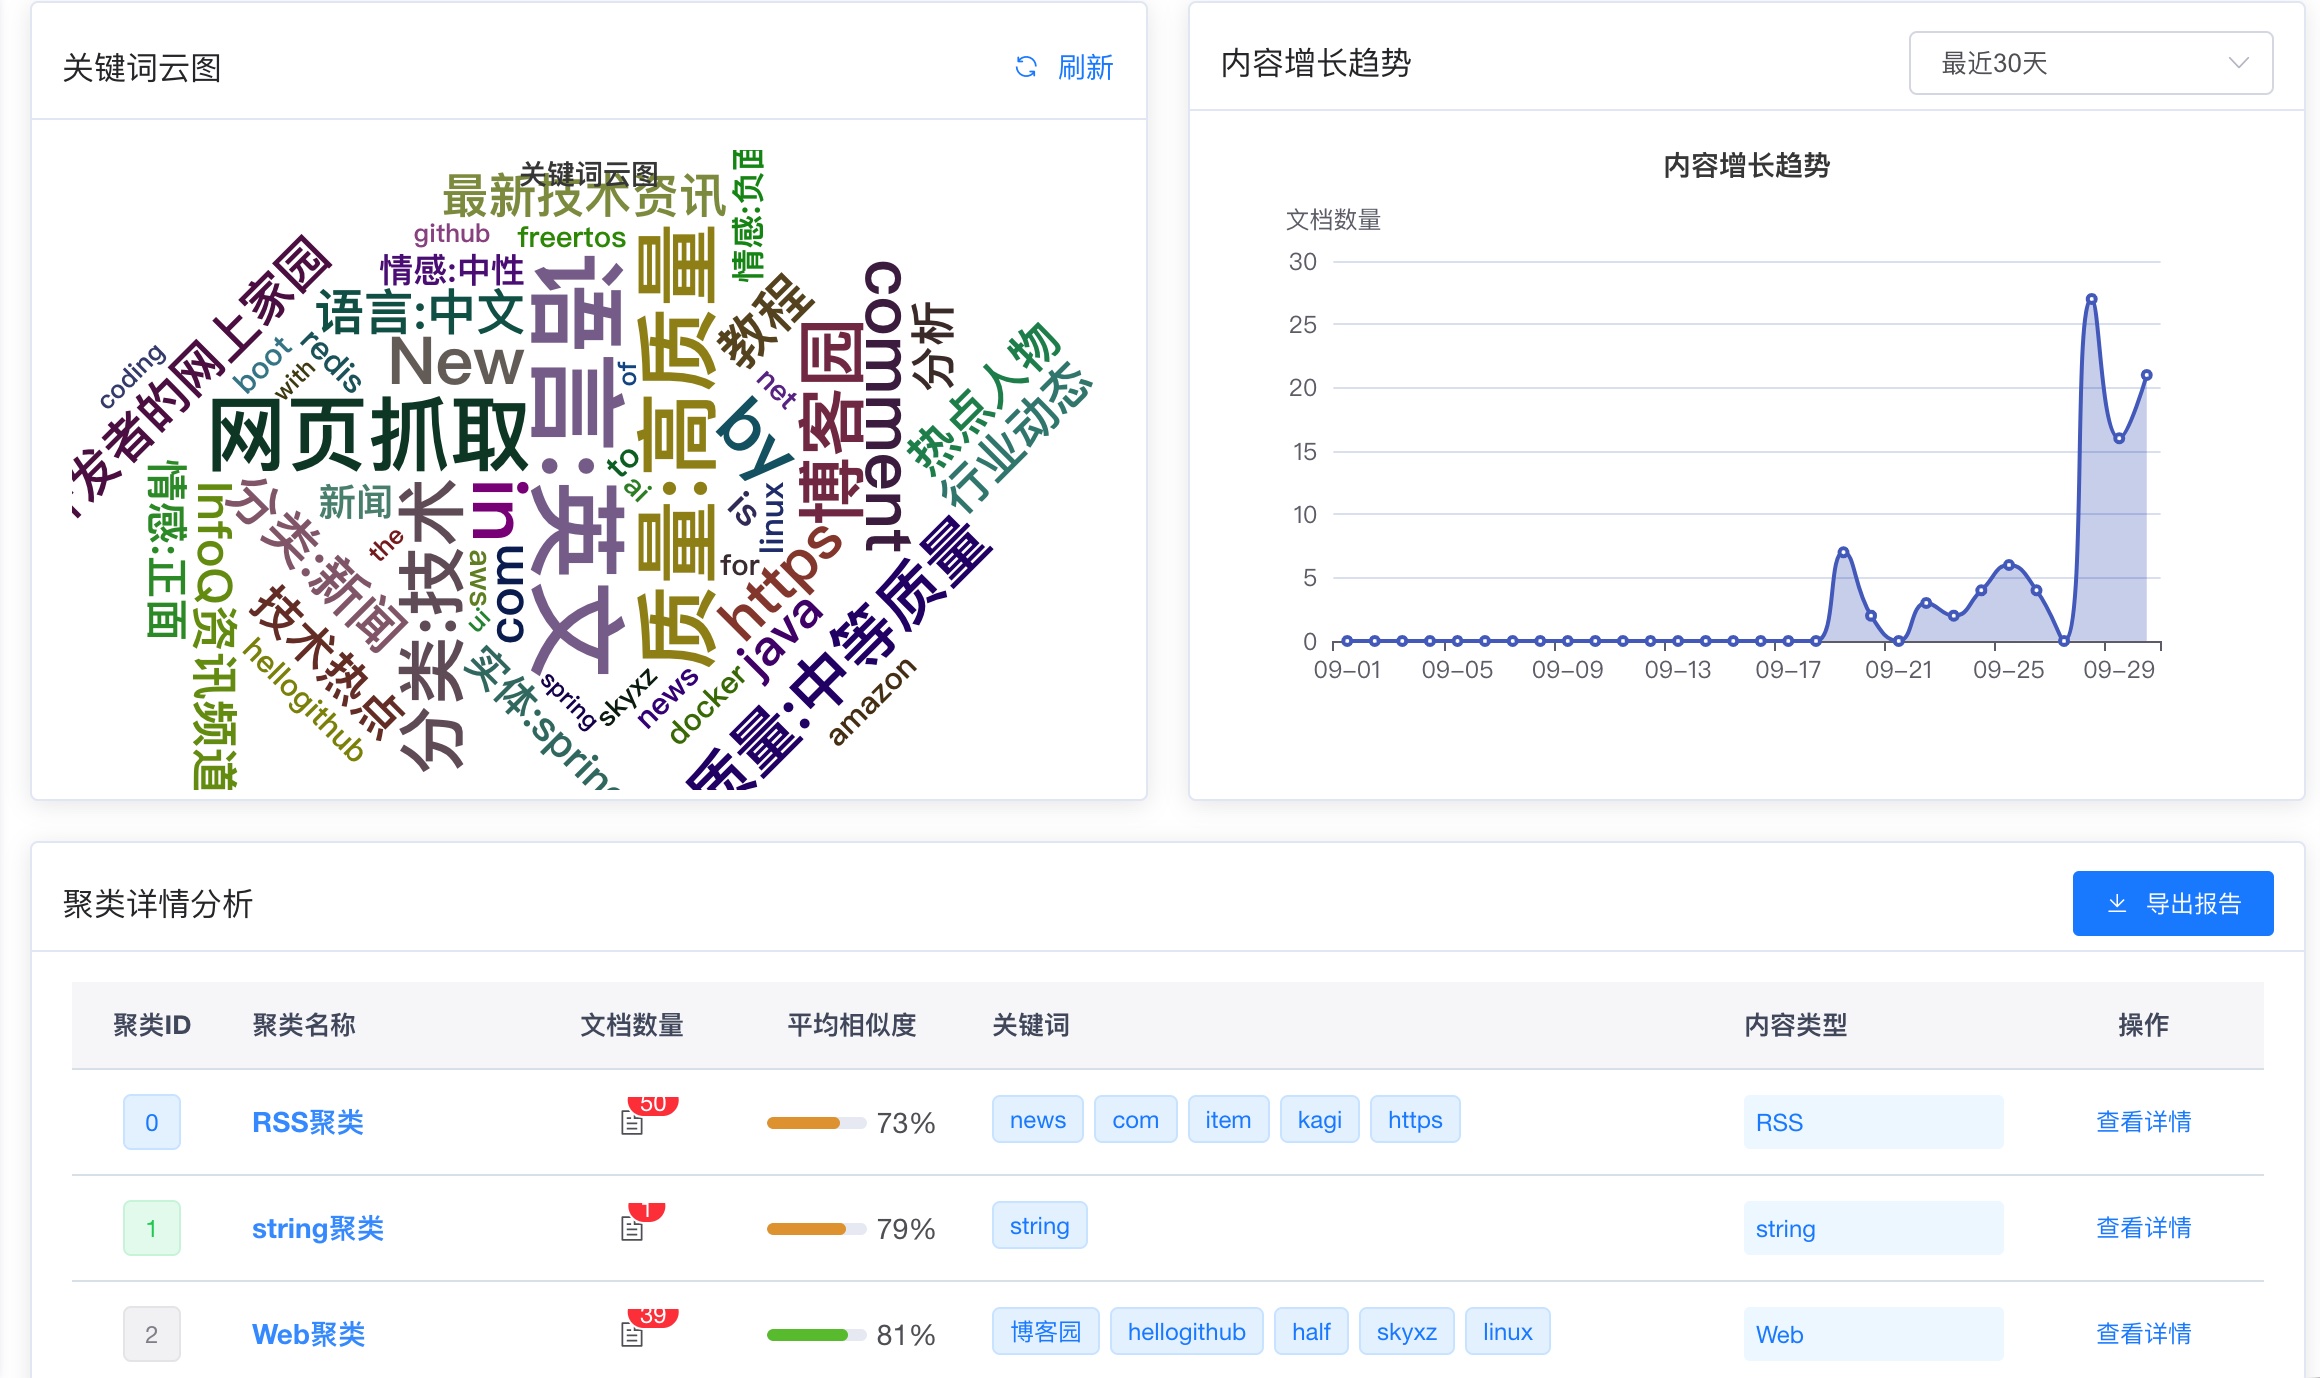 关键词云图
刷新
关键词云图
最新技术资讯
情感:负面
github
freertos
情感:中性
语言:中文
New
网页抓取
coding
boot
with
redis
语言:英文
of
质量:高质量
教程
net
by
博客园
comment
分析
热点人物
行业动态
发者的网上家园
情感:正面
InfoQ资讯频道
分类:新闻
新闻
the
分类:技术
in
aws
ui
com
to
ai
is
linux
for
https
java
质量:中等质量
技术热点
hellogithub
实体:spring
spring
skyxz
news
docker
amazon
内容增长趋势
最近30天
内容增长趋势
文档数量
30
25
20
15
10
5
0
09-01 09-05 09-09 09-13 09-17 09-21 09-25 09-29
聚类详情分析
导出报告
聚类ID 聚类名称 文档数量 平均相似度 关键词 内容类型 操作
0 RSS聚类 50 73% news com item kagi https RSS 查看详情
1 string聚类 1 79% string string 查看详情
2 Web聚类 39 81% 博客园 hellogithub half skyxz linux Web 查看详情